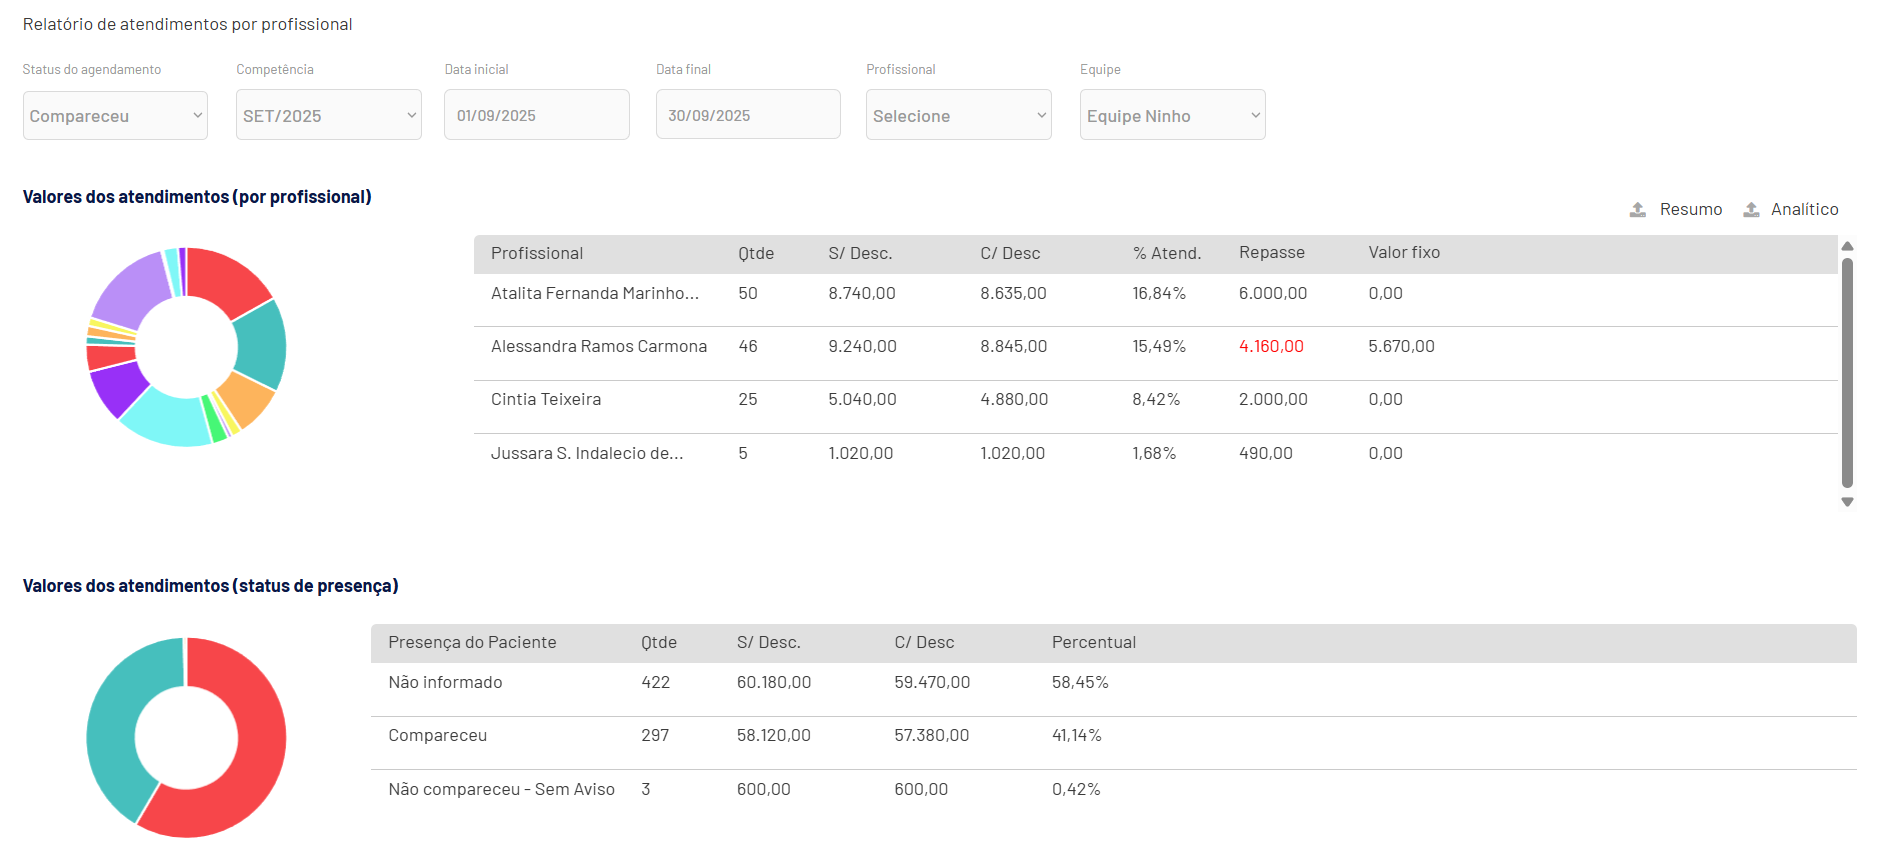 Relatório de atendimentos por profissional
Status do agendamento Competência Data inicial Data final Profissional Equipe
Compareceu SET/2025 01/09/2025 30/09/2025 Selecione Equipe Ninho
Valores dos atendimentos (por profissional)
Resumo Analítico
Profissional Qtde S/ Desc. C/ Desc % Atend. Repasse Valor fixo
Atalita Fernanda Marinho... 50 8.740,00 8.635,00 16,84% 6.000,00 0,00
Alessandra Ramos Carmona 46 9.240,00 8.845,00 15,49% 4.160,00 5.670,00
Cintia Teixeira 25 5.040,00 4.880,00 8,42% 2.000,00 0,00
Jussara S. Indalecio de... 5 1.020,00 1.020,00 1,68% 490,00 0,00
Valores dos atendimentos (status de presença)
Presença do Paciente Qtde S/ Desc. C/ Desc Percentual
Não informado 422 60.180,00 59.470,00 58,45%
Compareceu 297 58.120,00 57.380,00 41,14%
Não compareceu - Sem Aviso 3 600,00 600,00 0,42%